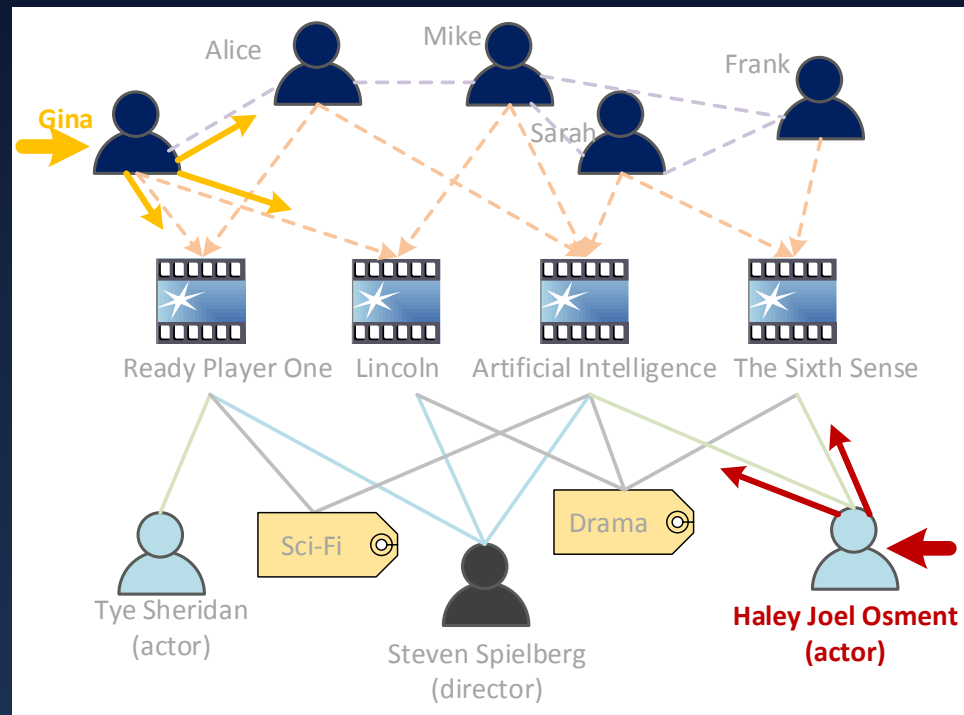 Alice
Mike
Frank
Gina
Sarah
Ready Player One
Lincoln
Artificial Intelligence
The Sixth Sense
Sci-Fi
Drama
Tye Sheridan
(actor)
Steven Spielberg
(director)
Haley Joel Osment
(actor)